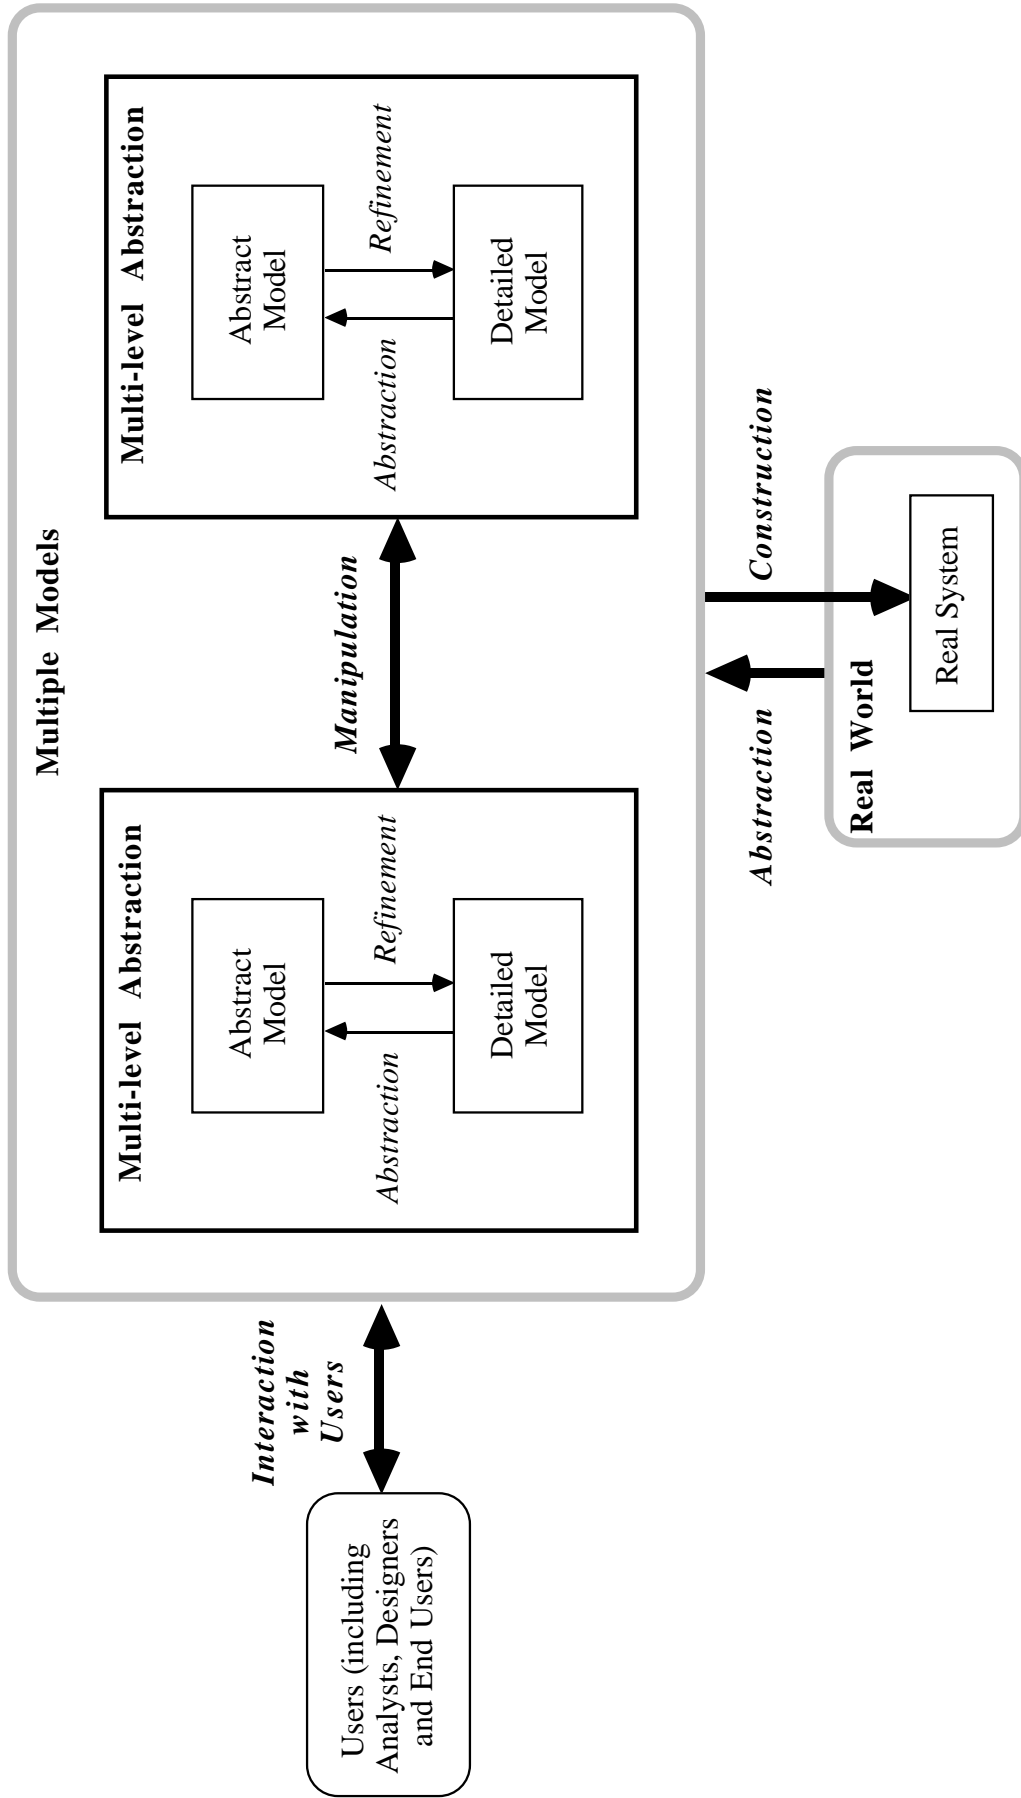 Multiple Models
Multi-level Abstraction
Abstract
Model
Abstraction
Refinement
Detailed
Model
Manipulation
Multi-level Abstraction
Abstract
Model
Abstraction
Refinement
Detailed
Model
Interaction
with
Users
Users (including
Analysts, Designers
and End Users)
Abstraction
Construction
Real World
Real System